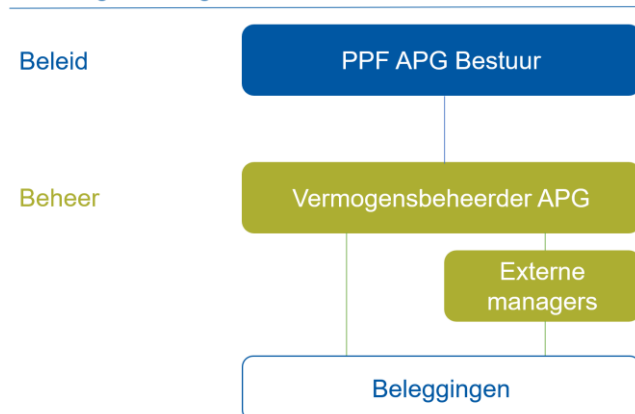 Beleid
PPF APG Bestuur
Beheer
Vermogensbeheerder APG
Externe
managers
Beleggingen